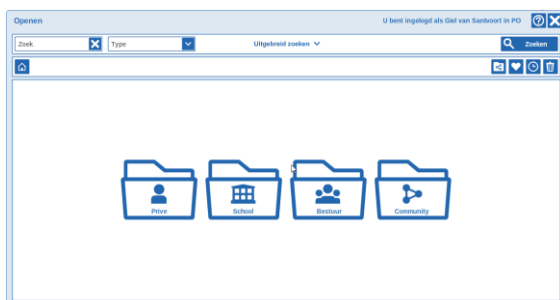 Openen
U bent ingelogd als Giel van Santvoort in PO
Zoek
Type
Uitgebreid zoeken
Zoeken
Prive
School
Bestuur
Community